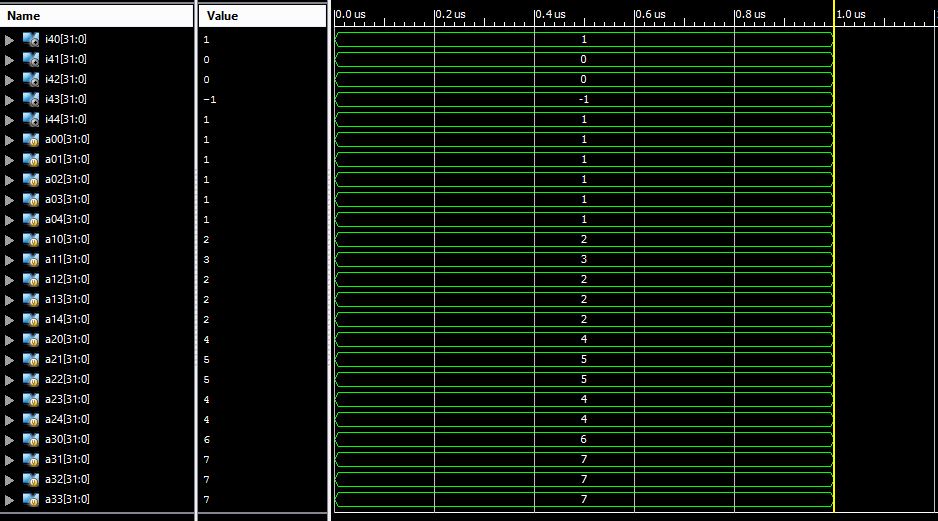 Name Value 0.0 us 0.2 us 0.4 us 0.6 us 0.8 us 1.0 us
i40[31:0] 1 1
i41[31:0] 0 0
i42[31:0] 0 0
i43[31:0] -1 -1
i44[31:0] 1 1
a00[31:0] 1 1
a01[31:0] 1 1
a02[31:0] 1 1
a03[31:0] 1 1
a04[31:0] 1 1
a10[31:0] 2 2
a11[31:0] 3 3
a12[31:0] 2 2
a13[31:0] 2 2
a14[31:0] 2 2
a20[31:0] 4 4
a21[31:0] 5 5
a22[31:0] 5 5
a23[31:0] 4 4
a24[31:0] 4 4
a30[31:0] 6 6
a31[31:0] 7 7
a32[31:0] 7 7
a33[31:0] 7 7